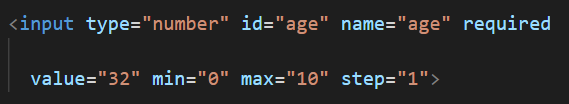 <input type="number" id="age" name="age" required
value="32" min="0" max="10" step="1">